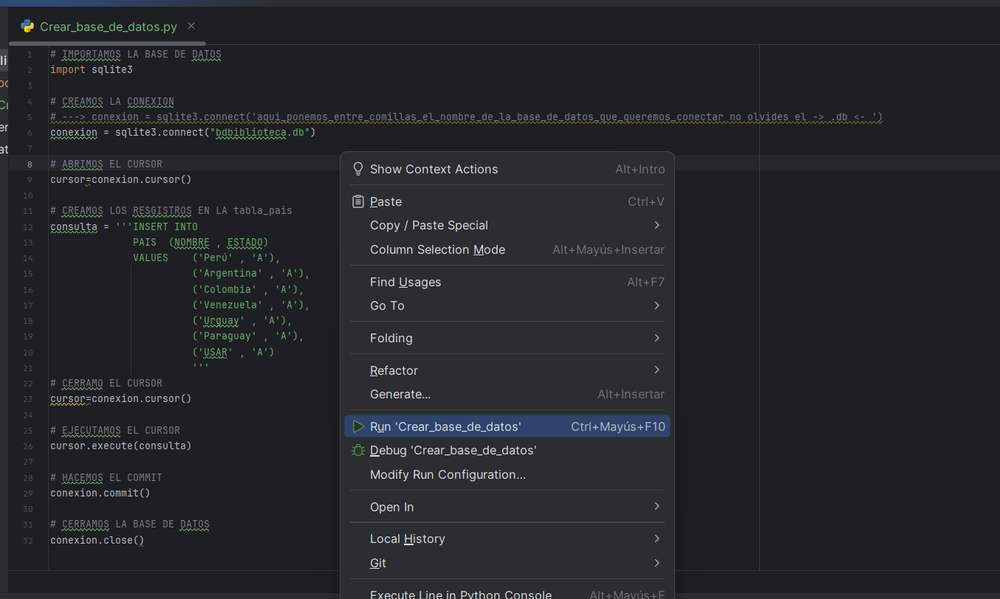 Crear_base_de_datos.py
1 # IMPORTAMOS LA BASE DE DATOS
2 import sqlite3
3
4 # CREAMOS LA CONEXION
5 # ---> conexion = sqlite3.connect('aqui_ponemos_entre_comillas_el_nombre_de_la_base_de_datos_que_queremos_conectar no olvides el -> .db <- ')
6 conexion = sqlite3.connect("bdbiblioteca.db")
7
8 # ABRIMOS EL CURSOR
9 cursor=conexion.cursor()
10
11 # CREAMOS LOS RESGISTROS EN LA tabla_pais
12 consulta = '''INSERT INTO
13 PAIS (NOMBRE , ESTADO)
14 VALUES ('Perú' , 'A'),
15 ('Argentina' , 'A'),
16 ('Colombia' , 'A'),
17 ('Venezuela' , 'A'),
18 ('Urguay' , 'A'),
19 ('Paraguay' , 'A'),
20 ('USAR' , 'A')
21 '''
22 # CERRAMO EL CURSOR
23 cursor=conexion.cursor()
24
25 # EJECUTAMOS EL CURSOR
26 cursor.execute(consulta)
27
28 # HACEMOS EL COMMIT
29 conexion.commit()
30
31 # CERRAMOS LA BASE DE DATOS
32 conexion.close()
Show Context Actions Alt+Intro
Paste Ctrl+V
Copy / Paste Special
Column Selection Mode Alt+Mayús+Insertar
Find Usages Alt+F7
Go To
Folding
Refactor
Generate... Alt+Insertar
Run 'Crear_base_de_datos' Ctrl+Mayús+F10
Debug 'Crear_base_de_datos'
Modify Run Configuration...
Open In
Local History
Git
Execute Line in Python Console Alt+Mayús+E